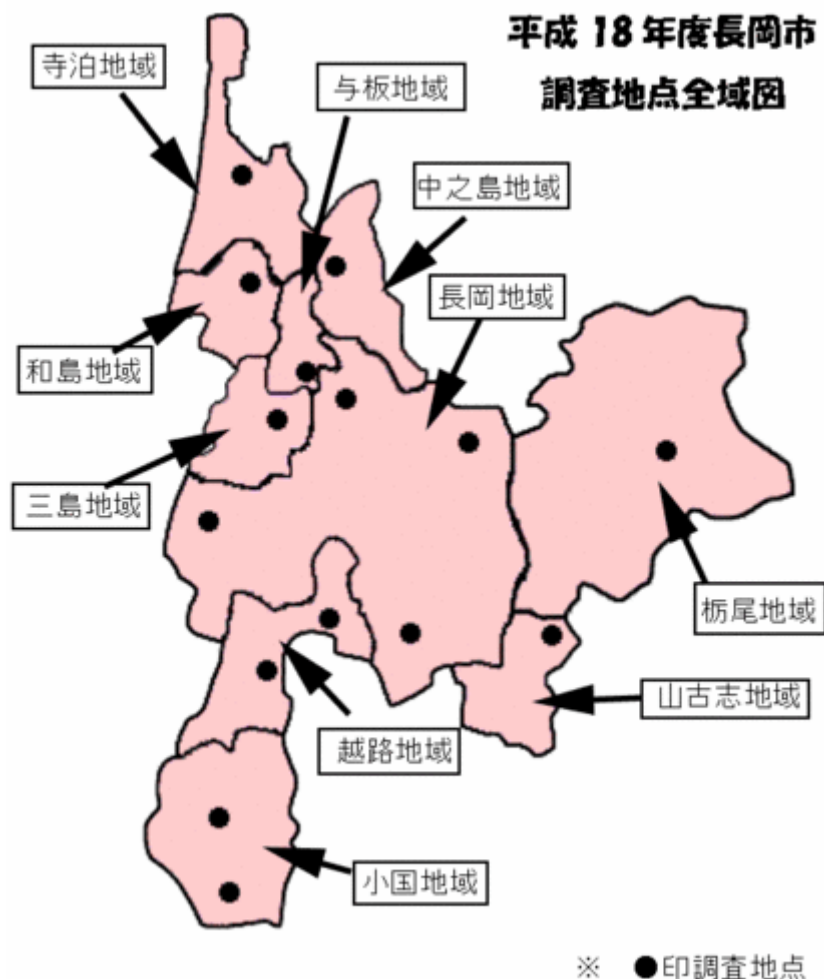 平成 18 年度長岡市
調査地点全域図
寺泊地域
与板地域
中之島地域
長岡地域
和島地域
三島地域
栃尾地域
山古志地域
越路地域
小国地域
※ ●印調査地点